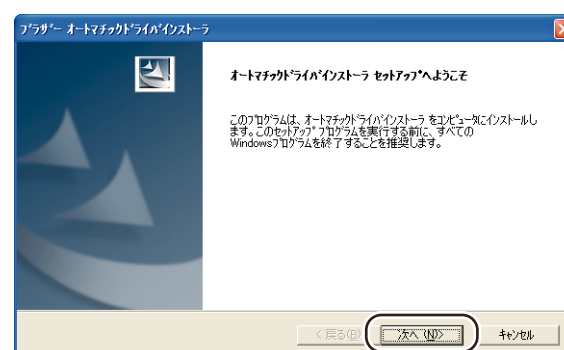 ブラザー オートマチックドライバインストーラ
オートマチックドライバインストーラ セットアップへようこそ
このプログラムは、オートマチックドライバインストーラ をコンピュータにインストールし
ます。このセットアップ プログラムを実行する前に、すべての
Windowsプログラムを終了することを推奨します。
< 戻る(B) 次へ (N)> キャンセル